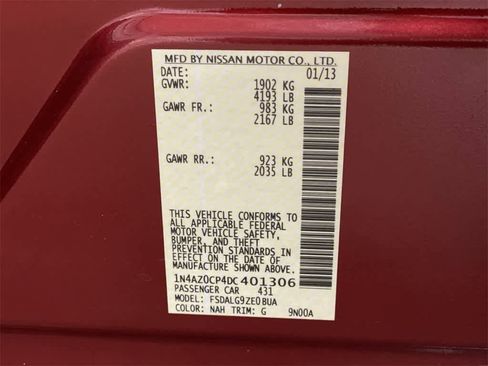 MFD BY NISSAN MOTOR CO., LTD.
DATE: 01/13
GVWR: 1902 KG
4193 LB
GAWR FR.: 983 KG
2167 LB
GAWR RR.: 923 KG
2035 LB
THIS VEHICLE CONFORMS TO
ALL APPLICABLE FEDERAL
MOTOR VEHICLE SAFETY,
BUMPER, AND THEFT
PREVENTION STANDARDS IN
EFFECT ON THE DATE OF
MANUFACTURE SHOWN ABOVE.
1N4AZ0CP4DC401306
PASSENGER CAR 431
MODEL: FSDALG9ZE0BUA
COLOR: NAH TRIM: G 9N00A